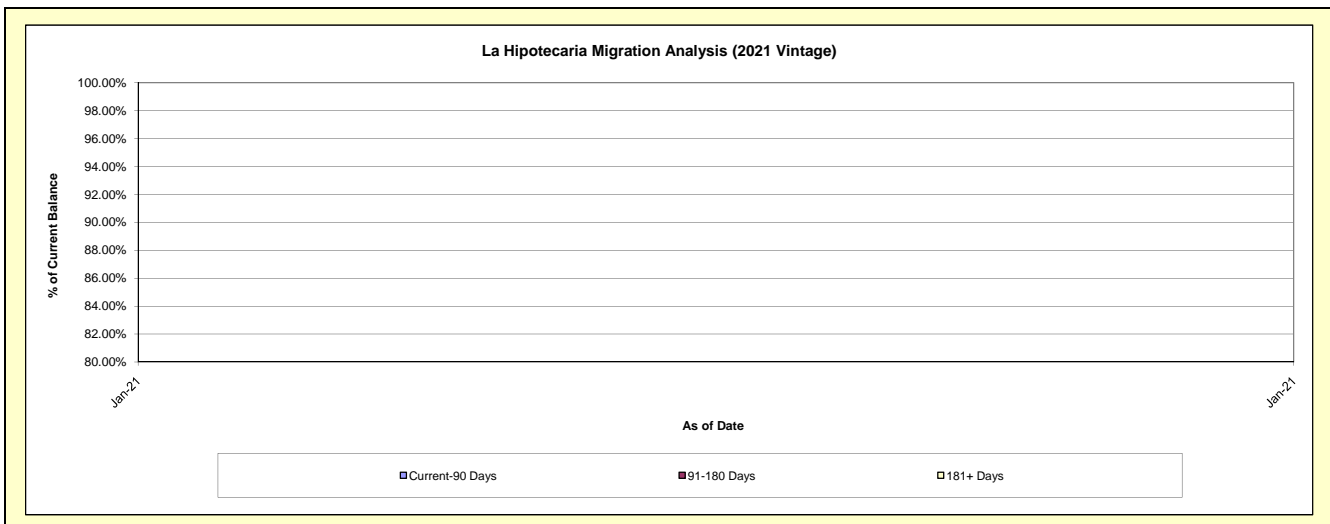 La Hipotecaria Migration Analysis (2021 Vintage)
100.00%
98.00%
96.00%
94.00%
92.00%
90.00%
88.00%
86.00%
84.00%
82.00%
80.00%
% of Current Balance
Jan-21
Jan-21
As of Date
Current-90 Days
91-180 Days
181+ Days